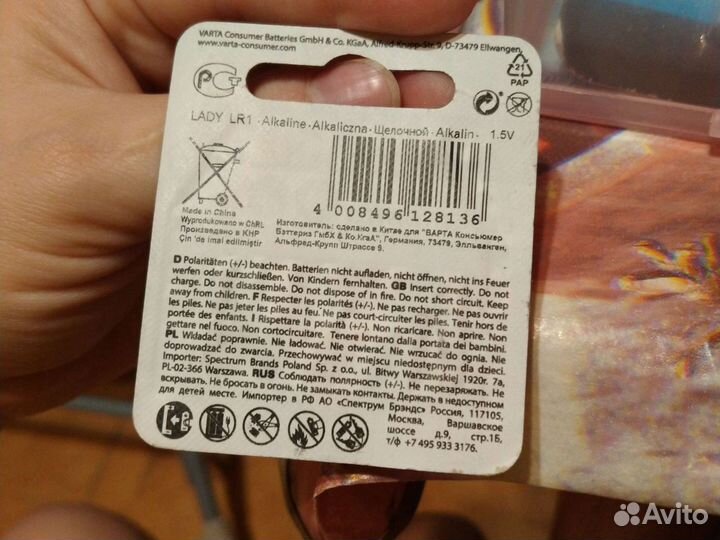 VARTA Consumer Batteries GmbH & Co. KGaA, Alfred-Krupp-Str. 9, D-73479 Ellwangen,
www.varta-consumer.com
21
PAP
LADY LR1 · Alkaline · Alkaliczna · Щелочной · Alkalin · 1.5V
4 008496 128136
Made in China
Wyprodukowano w ChRL
Произведено в КНР
Çin'de imal edilmiştir
Изготовитель: сделано в Китае для "ВАРТА Консьюмер
Бэттериз ГмбХ & Ko.KгаА", Германия, 73479, Элльванген,
Альфред-Крупп Штрассе 9.
D Polaritäten (+/-) beachten. Batterien nicht aufladen, nicht öffnen, nicht ins Feuer
werfen oder kurzschließen. Von Kindern fernhalten. GB Insert correctly. Do not
charge. Do not disassemble. Do not dispose of in fire. Do not short circuit. Keep
away from children. F Respecter les polarités (+/-). Ne pas recharger. Ne pas ouvrir
les piles. Ne pas jeter les piles au feu. Ne pas court-circuiter les piles. Tenir hors de
portée des enfants. I Rispettare la polarità (+/-). Non ricaricare. Non aprire. Non
gettare nel fuoco. Non cortocircuitare. Tenere lontano dalla portata dei bambini.
PL Wkładać poprawnie. Nie ładować. Nie otwierać. Nie wrzucać do ognia. Nie
doprowadzać do zwarcia. Przechowywać w miejscu niedostępnym dla dzieci.
Importer: Spectrum Brands Poland Sp. z o.o., ul. Bitwy Warszawskiej 1920r. 7a,
PL-02-366 Warszawa. RUS Соблюдать полярность (+/-). Не перезаряжать. Не
вскрывать. Не бросать в огонь. Не замыкать контакты. Держать в недоступном
для детей месте. Импортер в РФ АО «Спектрум Брэндс» Россия, 117105,
Москва, Варшавское
шоссе д.9, стр.1Б,
т/ф +7 495 933 3176.
Avito